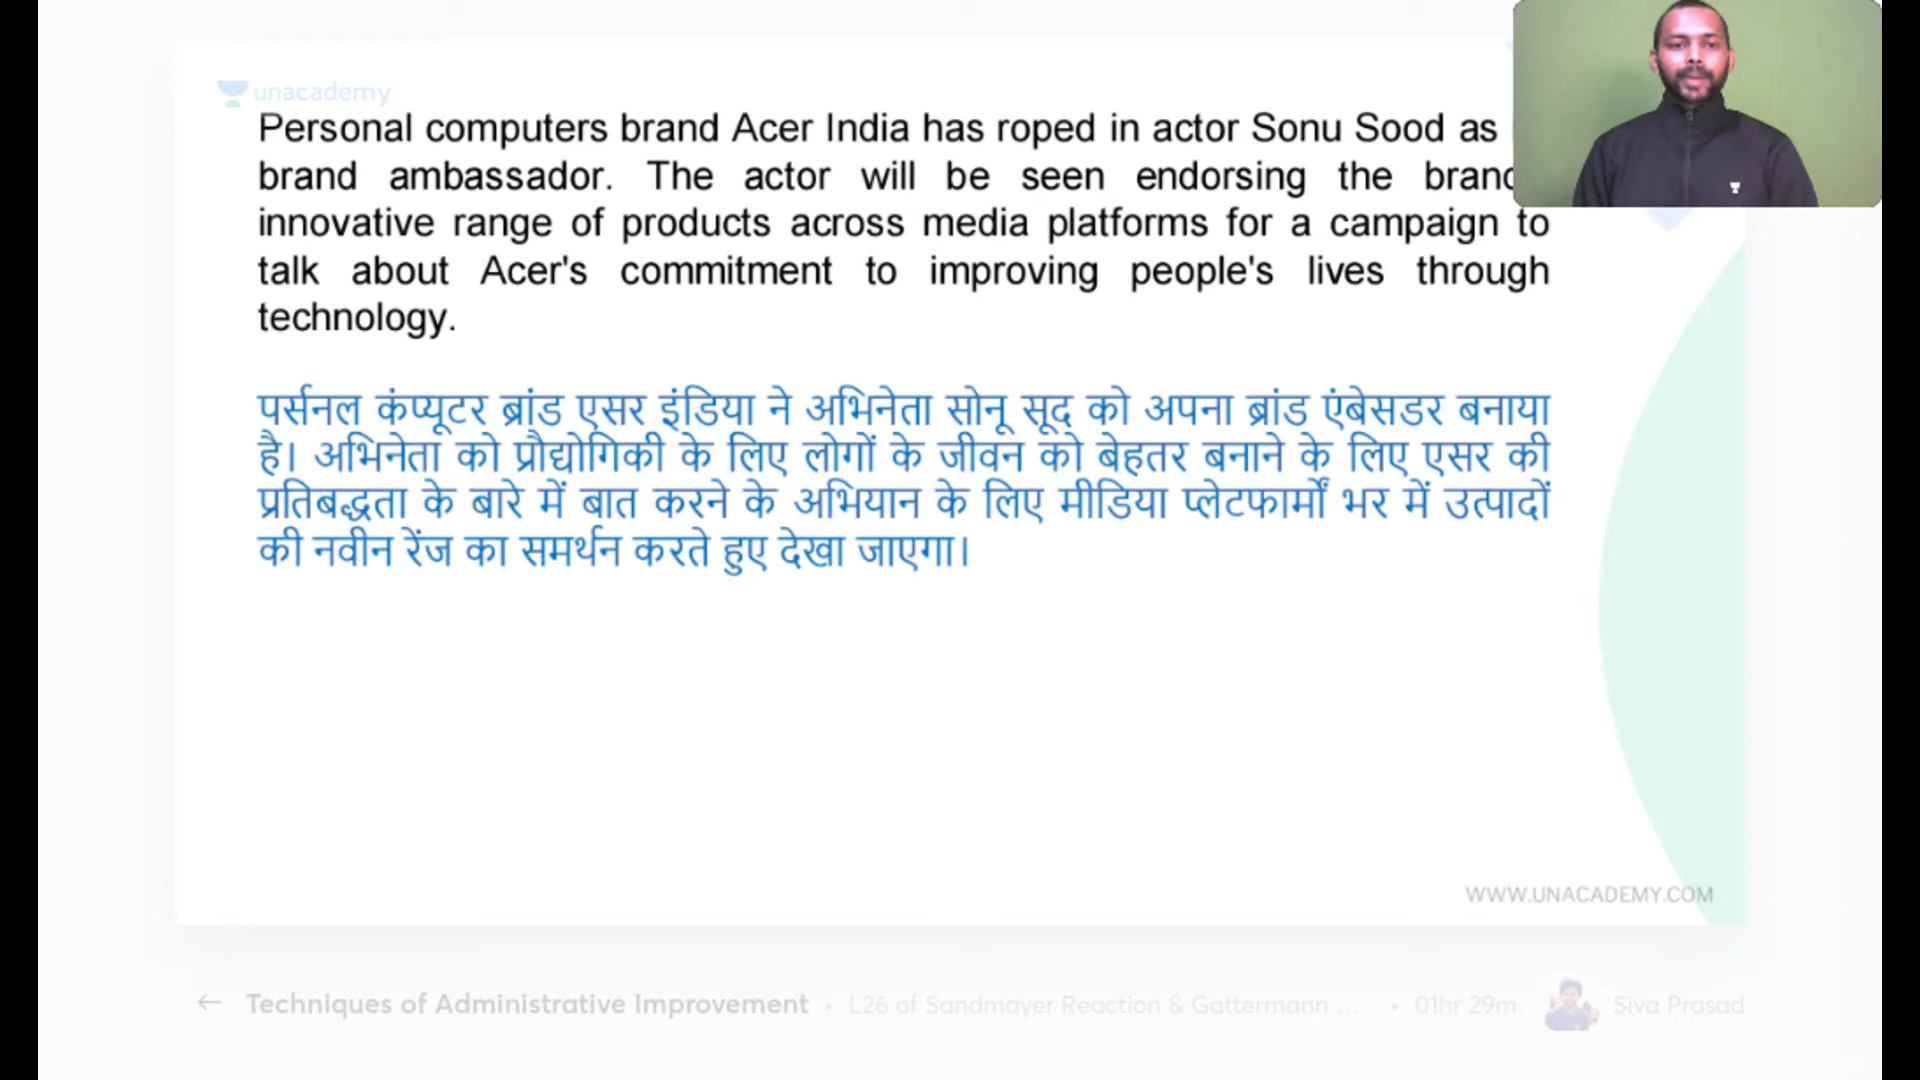 unacademy
Personal computers brand Acer India has roped in actor Sonu Sood as
brand ambassador. The actor will be seen endorsing the brand
innovative range of products across media platforms for a campaign to
talk about Acer's commitment to improving people's lives through
technology.
पर्सनल कंप्यूटर ब्रांड एसर इंडिया ने अभिनेता सोनू सूद को अपना ब्रांड एंबेसडर बनाया
है। अभिनेता को प्रौद्योगिकी के लिए लोगों के जीवन को बेहतर बनाने के लिए एसर की
प्रतिबद्धता के बारे में बात करने के अभियान के लिए मीडिया प्लेटफार्मों भर में उत्पादों
की नवीन रेंज का समर्थन करते हुए देखा जाएगा।
WWW.UNACADEMY.COM
← Techniques of Administrative Improvement • L26 of Sandmayer Reaction & Gattermann ... • 01hr 29m Siva Prasad